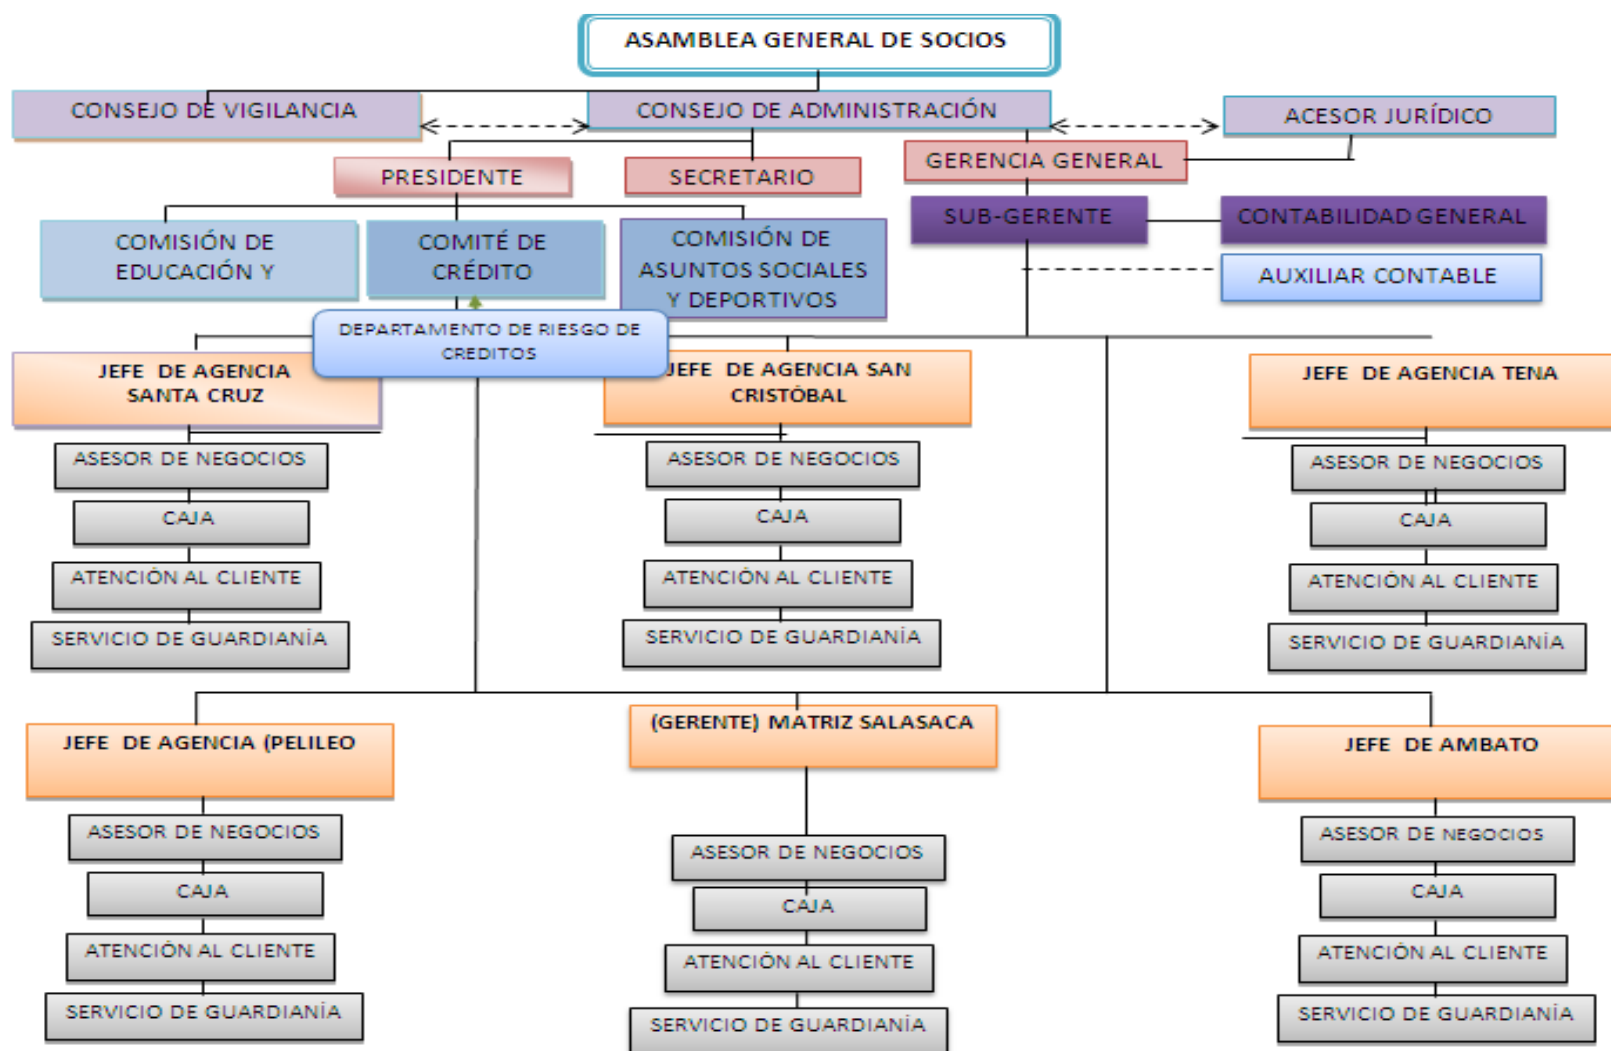 ASAMBLEA GENERAL DE SOCIOS
CONSEJO DE VIGILANCIA
CONSEJO DE ADMINISTRACIÓN
ACESOR JURÍDICO
GERENCIA GENERAL
PRESIDENTE
SECRETARIO
SUB-GERENTE
CONTABILIDAD GENERAL
COMISIÓN DE
EDUCACIÓN Y
COMITÉ DE
CRÉDITO
COMISIÓN DE
ASUNTOS SOCIALES
Y DEPORTIVOS
AUXILIAR CONTABLE
DEPARTAMENTO DE RIESGO DE
CREDITOS
JEFE DE AGENCIA
SANTA CRUZ
JEFE DE AGENCIA SAN
CRISTÓBAL
JEFE DE AGENCIA TENA
ASESOR DE NEGOCIOS
CAJA
ATENCIÓN AL CLIENTE
SERVICIO DE GUARDIANÍA
ASESOR DE NEGOCIOS
CAJA
ATENCIÓN AL CLIENTE
SERVICIO DE GUARDIANÍA
ASESOR DE NEGOCIOS
CAJA
ATENCIÓN AL CLIENTE
SERVICIO DE GUARDIANÍA
JEFE DE AGENCIA (PELILEO
(GERENTE) MATRIZ SALASACA
JEFE DE AMBATO
ASESOR DE NEGOCIOS
CAJA
ATENCIÓN AL CLIENTE
SERVICIO DE GUARDIANÍA
ASESOR DE NEGOCIOS
CAJA
ATENCIÓN AL CLIENTE
SERVICIO DE GUARDIANÍA
ASESOR DE NEGOCIOS
CAJA
ATENCIÓN AL CLIENTE
SERVICIO DE GUARDIANÍA